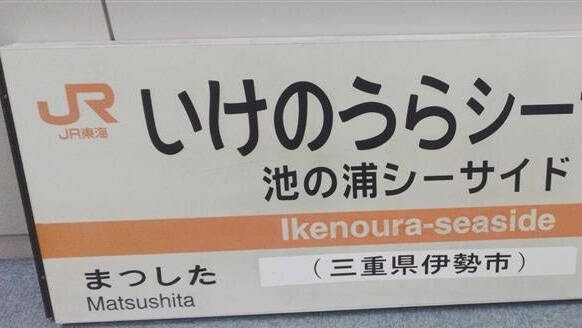 JR
JR東海
いけのうらシー
池の浦シーサイド
Ikenoura-seaside
(三重県伊勢市)
まつした
Matsushita